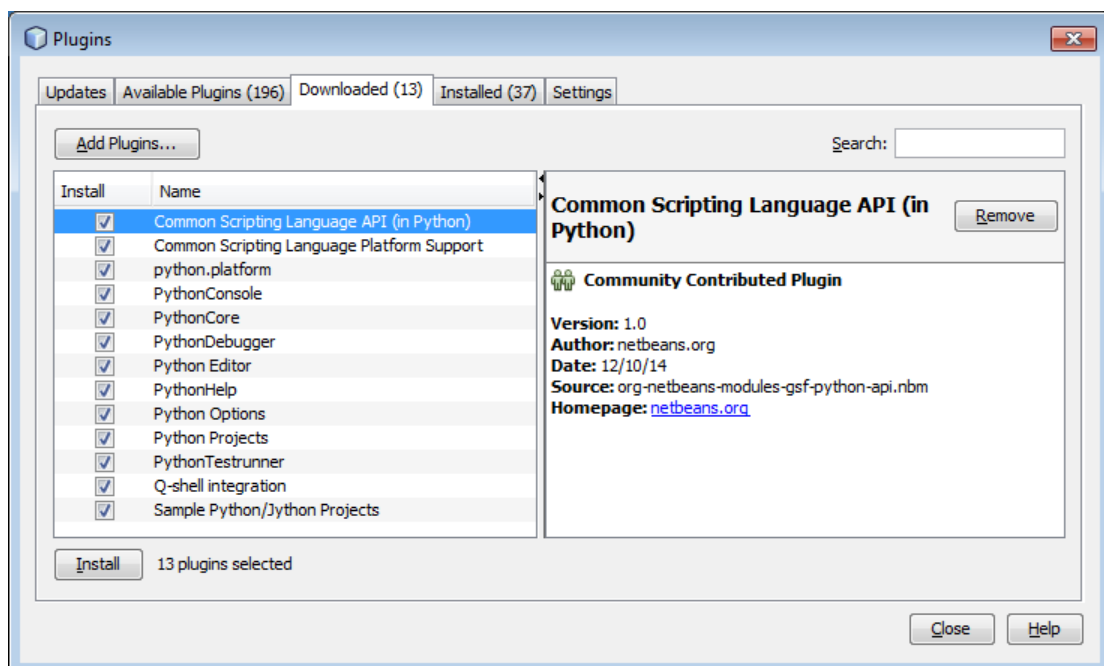 Plugins
Updates Available Plugins (196) Downloaded (13) Installed (37) Settings
Add Plugins...
Search:
Install Name
Common Scripting Language API (in Python)
Common Scripting Language Platform Support
python.platform
PythonConsole
PythonCore
PythonDebugger
Python Editor
PythonHelp
Python Options
Python Projects
PythonTestrunner
Q-shell integration
Sample Python/Jython Projects
Common Scripting Language API (in
Python)
Remove
Community Contributed Plugin
Version: 1.0
Author: netbeans.org
Date: 12/10/14
Source: org-netbeans-modules-gsf-python-api.nbm
Homepage: netbeans.org
Install 13 plugins selected
Close Help